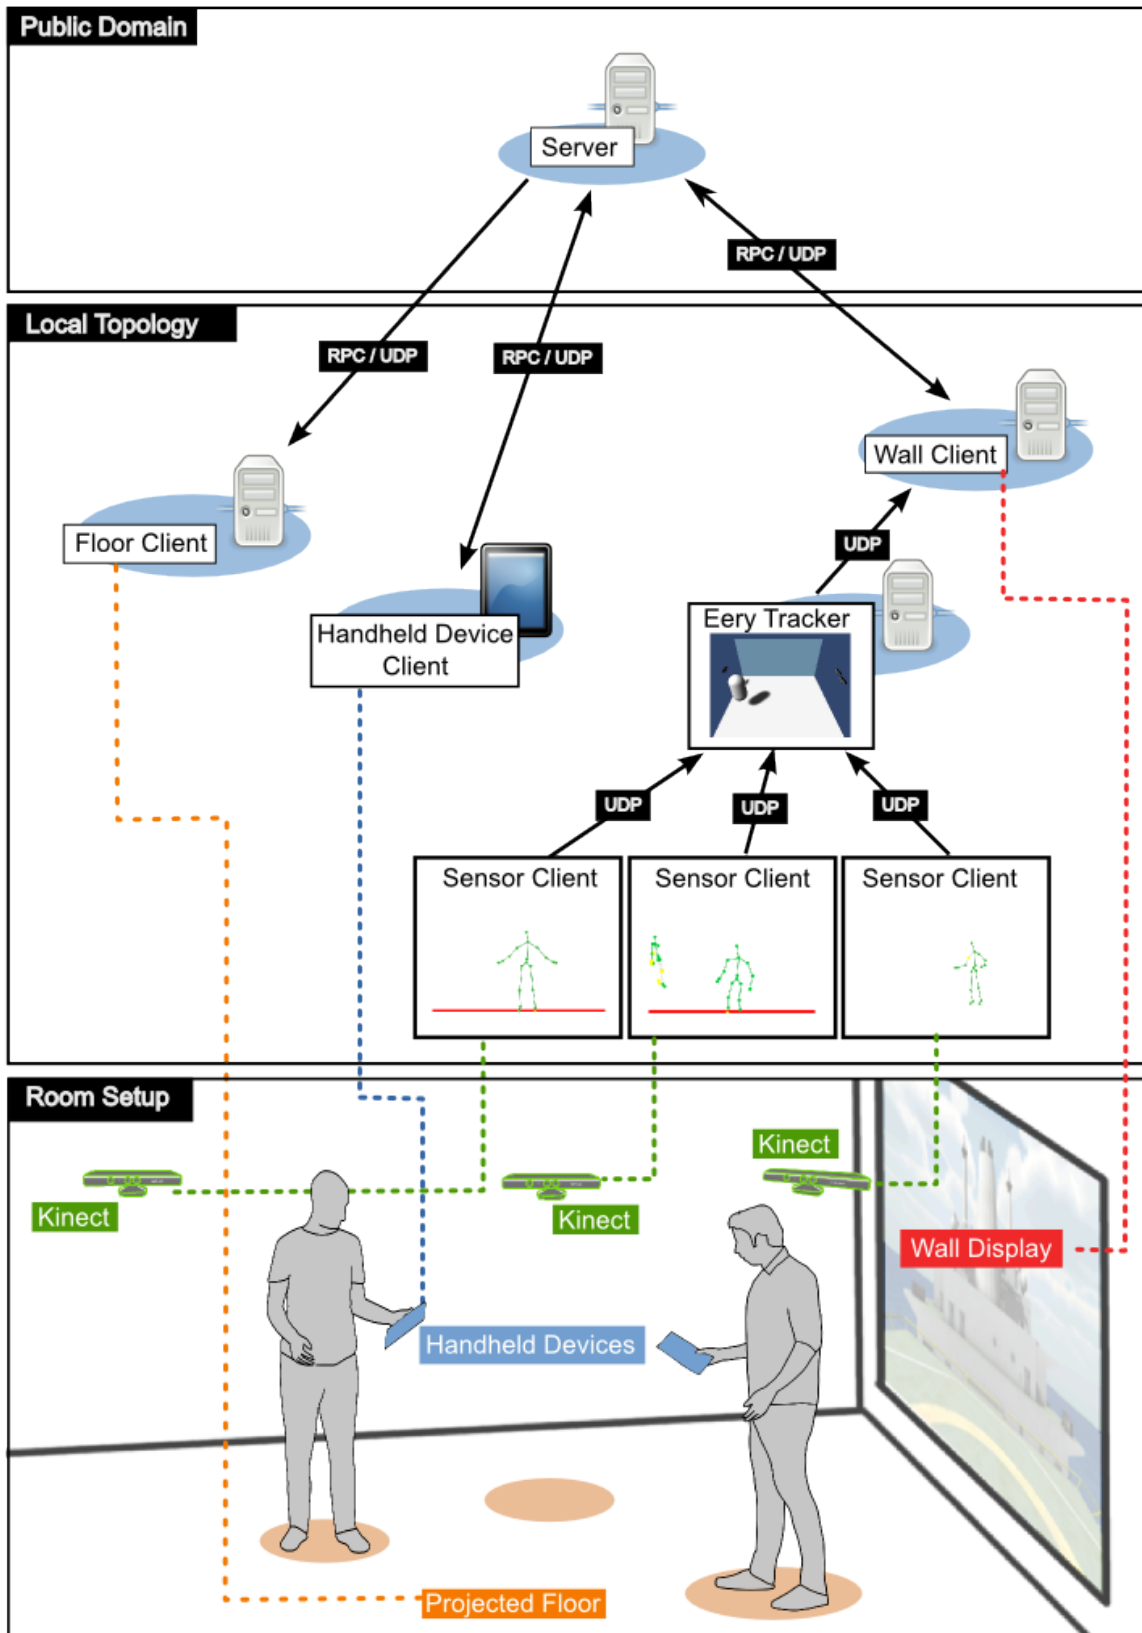 Public Domain
Server
RPC / UDP
Local Topology
RPC / UDP
RPC / UDP
Wall Client
Floor Client
UDP
Eery Tracker
Handheld Device
Client
UDP
UDP
UDP
Sensor Client
Sensor Client
Sensor Client
Room Setup
Kinect
Kinect
Kinect
Wall Display
Handheld Devices
Projected Floor